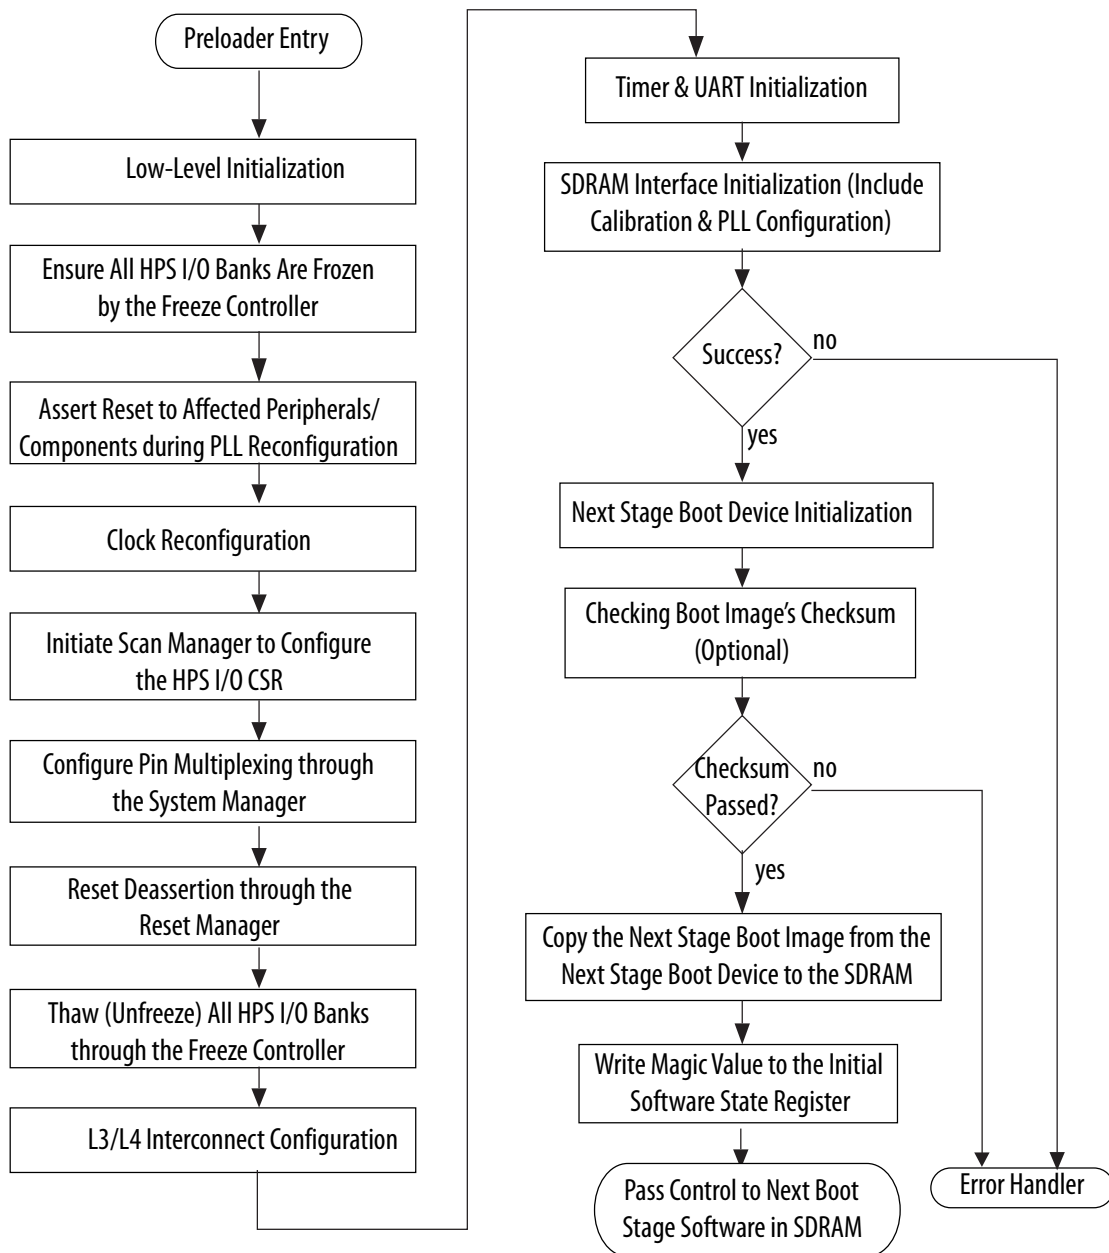 Preloader Entry
Low-Level Initialization
Ensure All HPS I/O Banks Are Frozen
by the Freeze Controller
Assert Reset to Affected Peripherals/
Components during PLL Reconfiguration
Clock Reconfiguration
Initiate Scan Manager to Configure
the HPS I/O CSR
Configure Pin Multiplexing through
the System Manager
Reset Deassertion through the
Reset Manager
Thaw (Unfreeze) All HPS I/O Banks
through the Freeze Controller
L3/L4 Interconnect Configuration
Timer & UART Initialization
SDRAM Interface Initialization (Include
Calibration & PLL Configuration)
Success?
no
yes
Next Stage Boot Device Initialization
Checking Boot Image's Checksum
(Optional)
Checksum
Passed?
no
yes
Copy the Next Stage Boot Image from the
Next Stage Boot Device to the SDRAM
Write Magic Value to the Initial
Software State Register
Pass Control to Next Boot
Stage Software in SDRAM
Error Handler